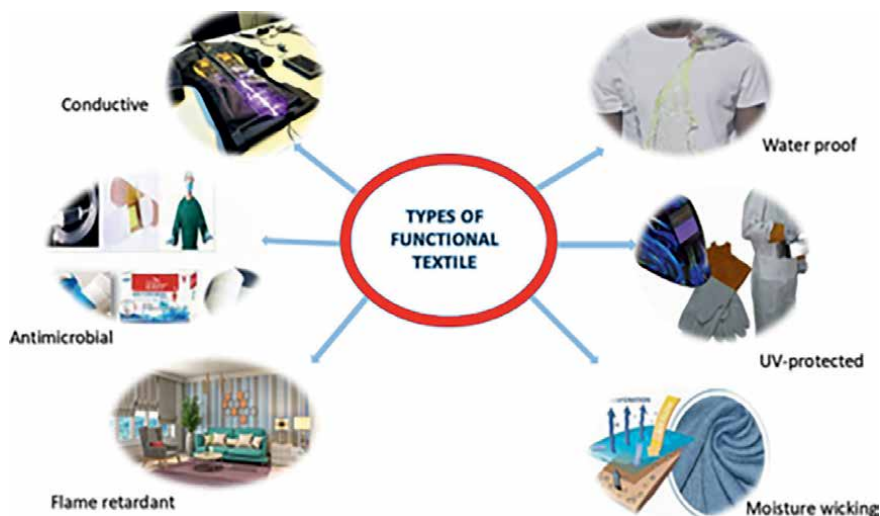 Conductive
Water proof
TYPES OF
FUNCTIONAL
TEXTILE
Antimicrobial
UV-protected
Flame retardant
Moisture wicking